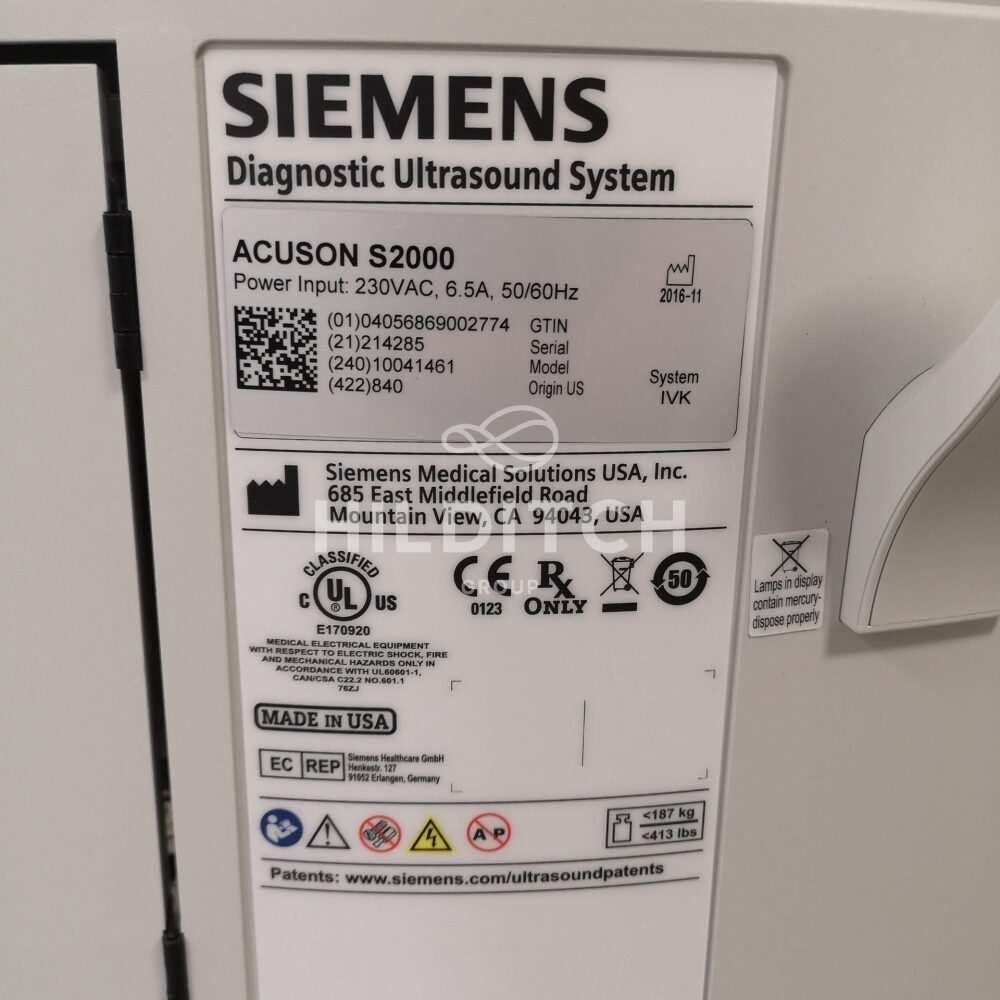 SIEMENS
Diagnostic Ultrasound System
ACUSON S2000
Power Input: 230VAC, 6.5A, 50/60Hz
2016-11
(01)04056869002774 GTIN
(21)214285 Serial
(240)10041461 Model
(422)840 Origin US
System
IVK
Siemens Medical Solutions USA, Inc.
685 East Middlefield Road
Mountain View, CA 94043, USA
HILDITCH
GROUP
CLASSIFIED
C UL US
®
E170920
MEDICAL ELECTRICAL EQUIPMENT
WITH RESPECT TO ELECTRIC SHOCK, FIRE
AND MECHANICAL HAZARDS ONLY IN
ACCORDANCE WITH UL60601-1,
CAN/CSA C22.2 NO.601.1
76ZJ
CE
0123
Rx
ONLY
50
Lamps in display
contain mercury-
dispose properly
MADE IN USA
EC REP
Siemens Healthcare GmbH
Henkestr. 127
91052 Erlangen, Germany
AP
<187 kg
<413 lbs
Patents: www.siemens.com/ultrasoundpatents